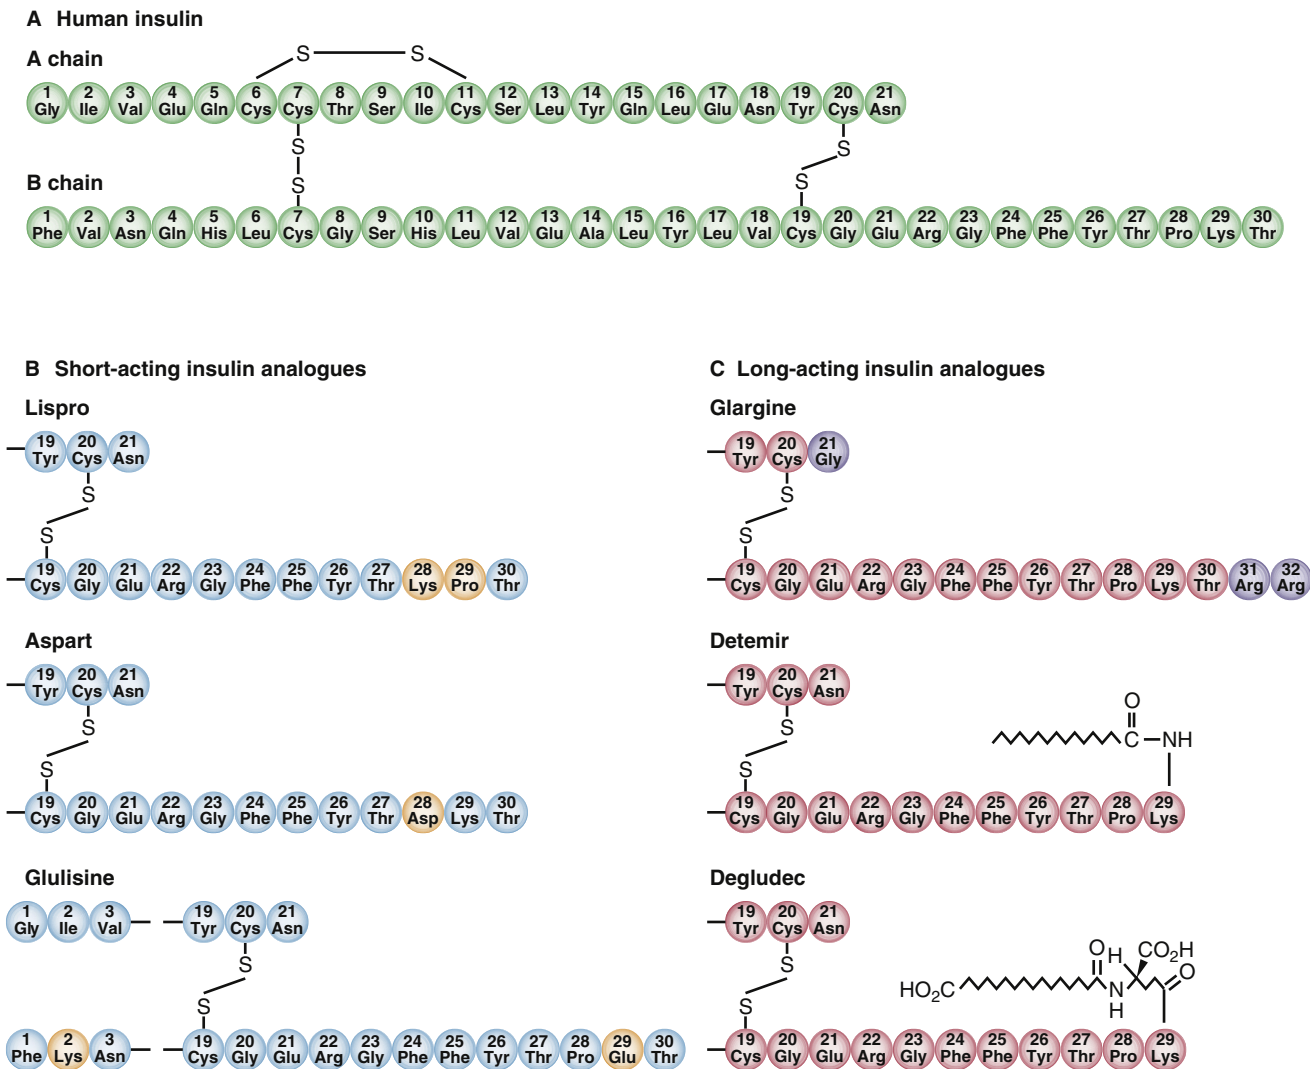 A Human insulin
A chain
S S
1 2 3 4 5 6 7 8 9 10 11 12 13 14 15 16 17 18 19 20 21
Gly Ile Val Glu Gln Cys Cys Thr Ser Ile Cys Ser Leu Tyr Gln Leu Glu Asn Tyr Cys Asn
S S
S S
B chain
1 2 3 4 5 6 7 8 9 10 11 12 13 14 15 16 17 18 19 20 21 22 23 24 25 26 27 28 29 30
Phe Val Asn Gln His Leu Cys Gly Ser His Leu Val Glu Ala Leu Tyr Leu Val Cys Gly Glu Arg Gly Phe Phe Tyr Thr Pro Lys Thr
B Short-acting insulin analogues
Lispro
19 20 21
Tyr Cys Asn
S
S
19 20 21 22 23 24 25 26 27 28 29 30
Cys Gly Glu Arg Gly Phe Phe Tyr Thr Lys Pro Thr
Aspart
19 20 21
Tyr Cys Asn
S
S
19 20 21 22 23 24 25 26 27 28 29 30
Cys Gly Glu Arg Gly Phe Phe Tyr Thr Asp Lys Thr
Glulisine
1 2 3 19 20 21
Gly Ile Val Tyr Cys Asn
S
S
1 2 3 19 20 21 22 23 24 25 26 27 28 29 30
Phe Lys Asn Cys Gly Glu Arg Gly Phe Phe Tyr Thr Pro Glu Thr
C Long-acting insulin analogues
Glargine
19 20 21
Tyr Cys Gly
S
S
19 20 21 22 23 24 25 26 27 28 29 30 31 32
Cys Gly Glu Arg Gly Phe Phe Tyr Thr Pro Lys Thr Arg Arg
Detemir
19 20 21
Tyr Cys Asn
O
S
C NH
S
19 20 21 22 23 24 25 26 27 28 29
Cys Gly Glu Arg Gly Phe Phe Tyr Thr Pro Lys
Degludec
19 20 21
Tyr Cys Asn
O H CO₂H
S O
HO₂C N
S H
19 20 21 22 23 24 25 26 27 28 29
Cys Gly Glu Arg Gly Phe Phe Tyr Thr Pro Lys